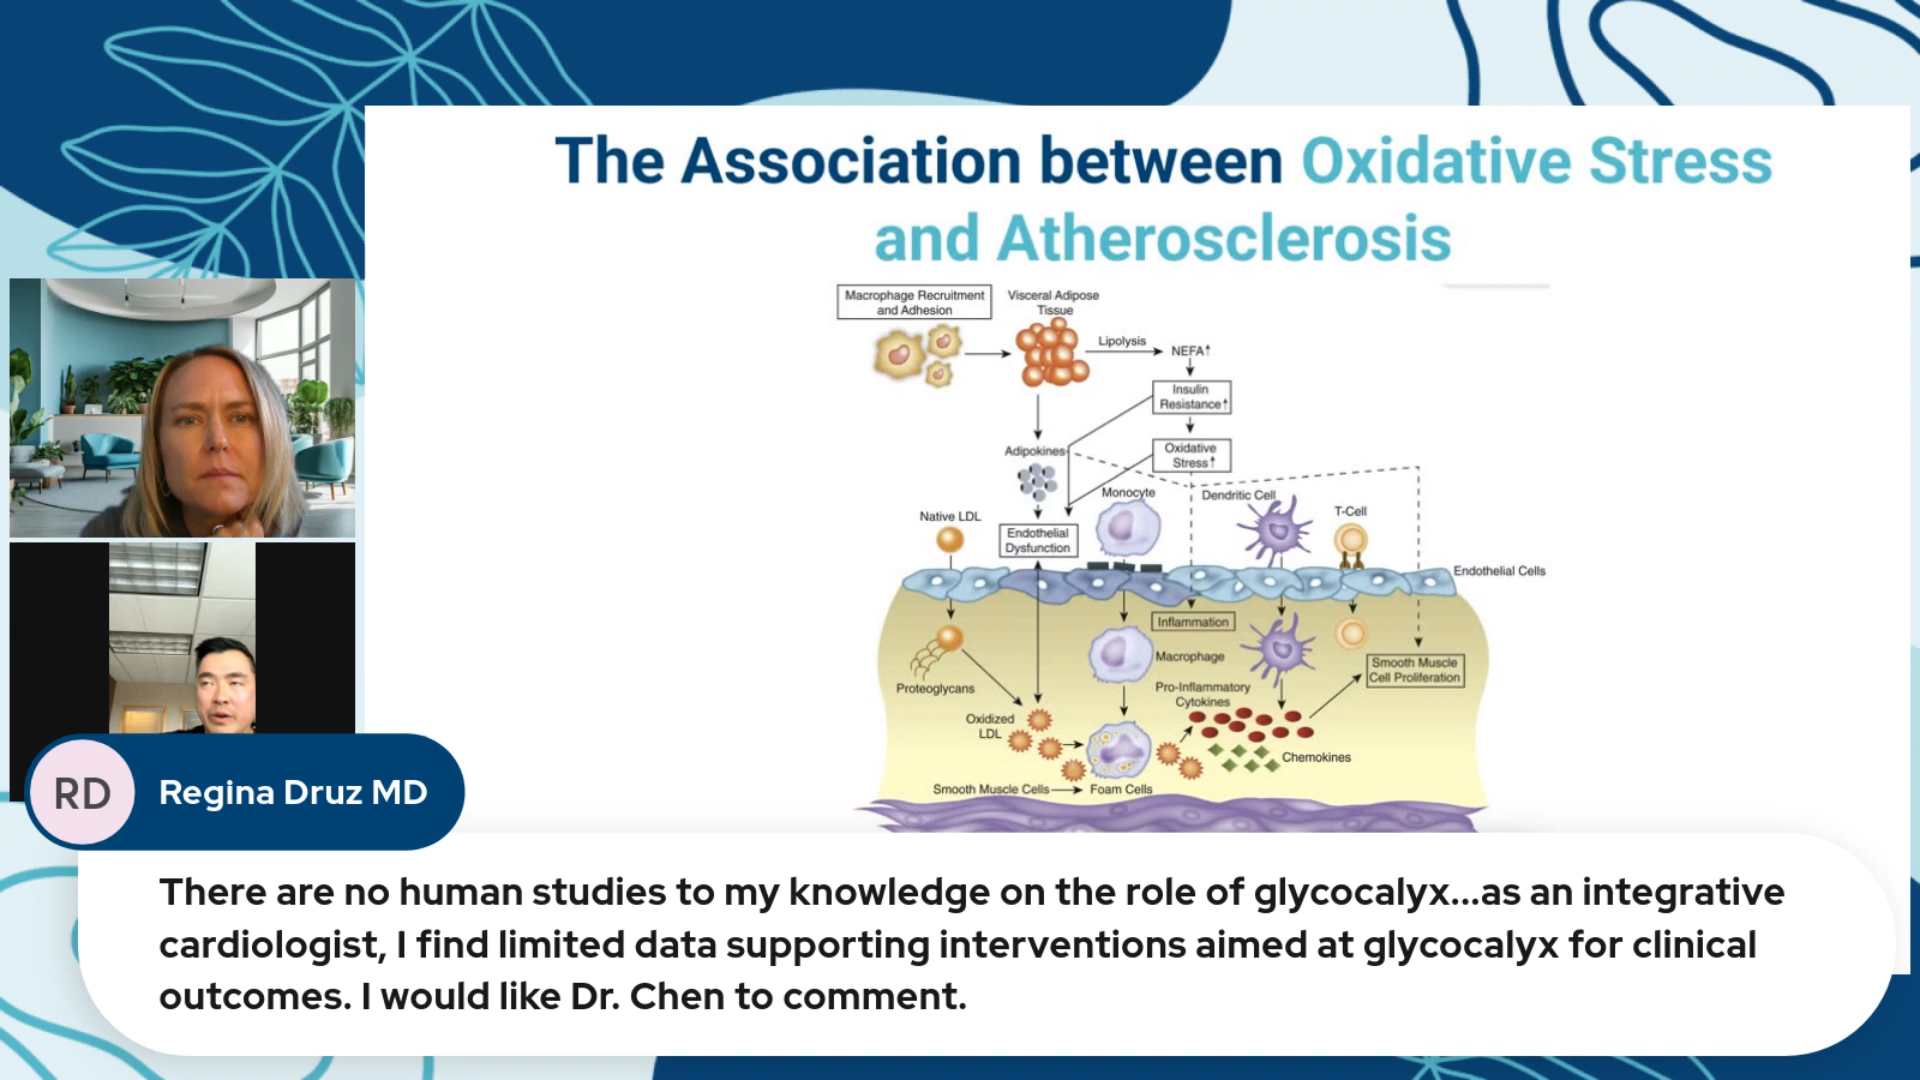 The Association between Oxidative Stress
and Atherosclerosis
Macrophage Recruitment
and Adhesion
Visceral Adipose
Tissue
Lipolysis
NEFA↑
Insulin
Resistance↑
Adipokines
Oxidative
Stress↑
Monocyte
Dendritic Cell
T-Cell
Native LDL
Endothelial
Dysfunction
Endothelial Cells
Inflammation
Macrophage
Smooth Muscle
Cell Proliferation
Proteoglycans
Pro-Inflammatory
Cytokines
Oxidized
LDL
Chemokines
Smooth Muscle Cells
Foam Cells
RD
Regina Druz MD
There are no human studies to my knowledge on the role of glycocalyx...as an integrative
cardiologist, I find limited data supporting interventions aimed at glycocalyx for clinical
outcomes. I would like Dr. Chen to comment.